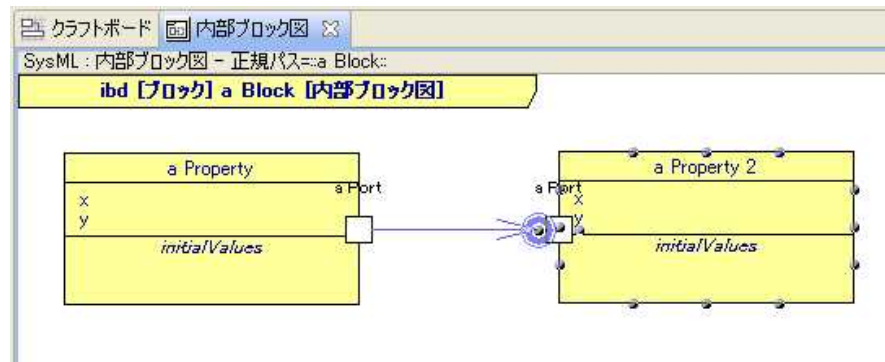 クラフトボード 内部ブロック図
SysML : 内部ブロック図 - 正規パス=::a Block::
ibd [ブロック] a Block [内部ブロック図]
a Property
a Port
x
y
initialValues
a Property 2
a Port
x
y
initialValues